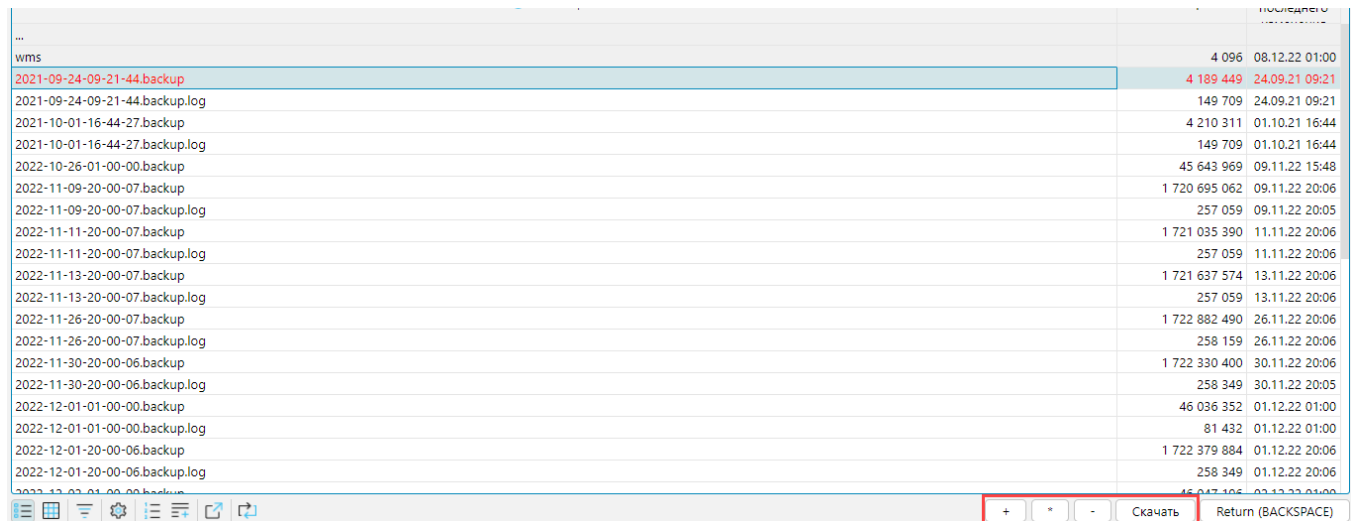 последнего
...
wms 4 096 08.12.22 01:00
2021-09-24-09-21-44.backup 4 189 449 24.09.21 09:21
2021-09-24-09-21-44.backup.log 149 709 24.09.21 09:21
2021-10-01-16-44-27.backup 4 210 311 01.10.21 16:44
2021-10-01-16-44-27.backup.log 149 709 01.10.21 16:44
2022-10-26-01-00-00.backup 45 643 969 09.11.22 15:48
2022-11-09-20-00-07.backup 1 720 695 062 09.11.22 20:06
2022-11-09-20-00-07.backup.log 257 059 09.11.22 20:05
2022-11-11-20-00-07.backup 1 721 035 390 11.11.22 20:06
2022-11-11-20-00-07.backup.log 257 059 11.11.22 20:06
2022-11-13-20-00-07.backup 1 721 637 574 13.11.22 20:06
2022-11-13-20-00-07.backup.log 257 059 13.11.22 20:06
2022-11-26-20-00-07.backup 1 722 882 490 26.11.22 20:06
2022-11-26-20-00-07.backup.log 258 159 26.11.22 20:06
2022-11-30-20-00-06.backup 1 722 330 400 30.11.22 20:06
2022-11-30-20-00-06.backup.log 258 349 30.11.22 20:05
2022-12-01-01-00-00.backup 46 036 352 01.12.22 01:00
2022-12-01-01-00-00.backup.log 81 432 01.12.22 01:00
2022-12-01-20-00-06.backup 1 722 379 884 01.12.22 20:06
2022-12-01-20-00-06.backup.log 258 349 01.12.22 20:06
+ * - Скачать Return (BACKSPACE)